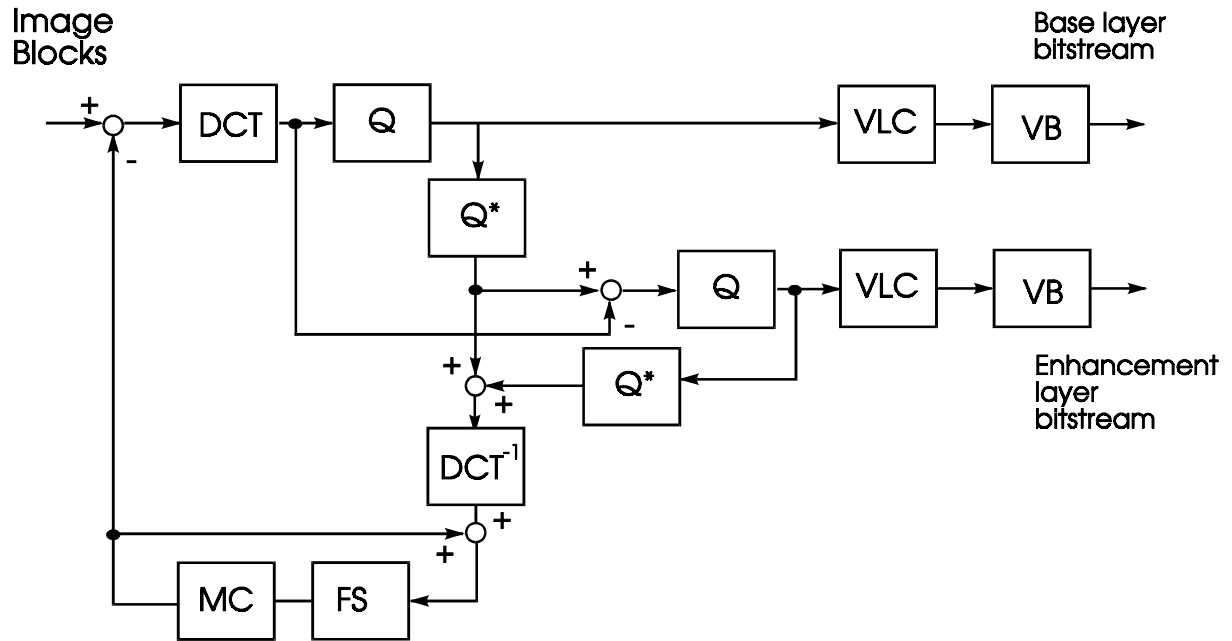 Image
Blocks
Base layer
bitstream
+
-
DCT
Q
VLC
VB
Q*
+
-
Q
VLC
VB
+
+
Q*
Enhancement
layer
bitstream
DCT-1
+
+
MC
FS